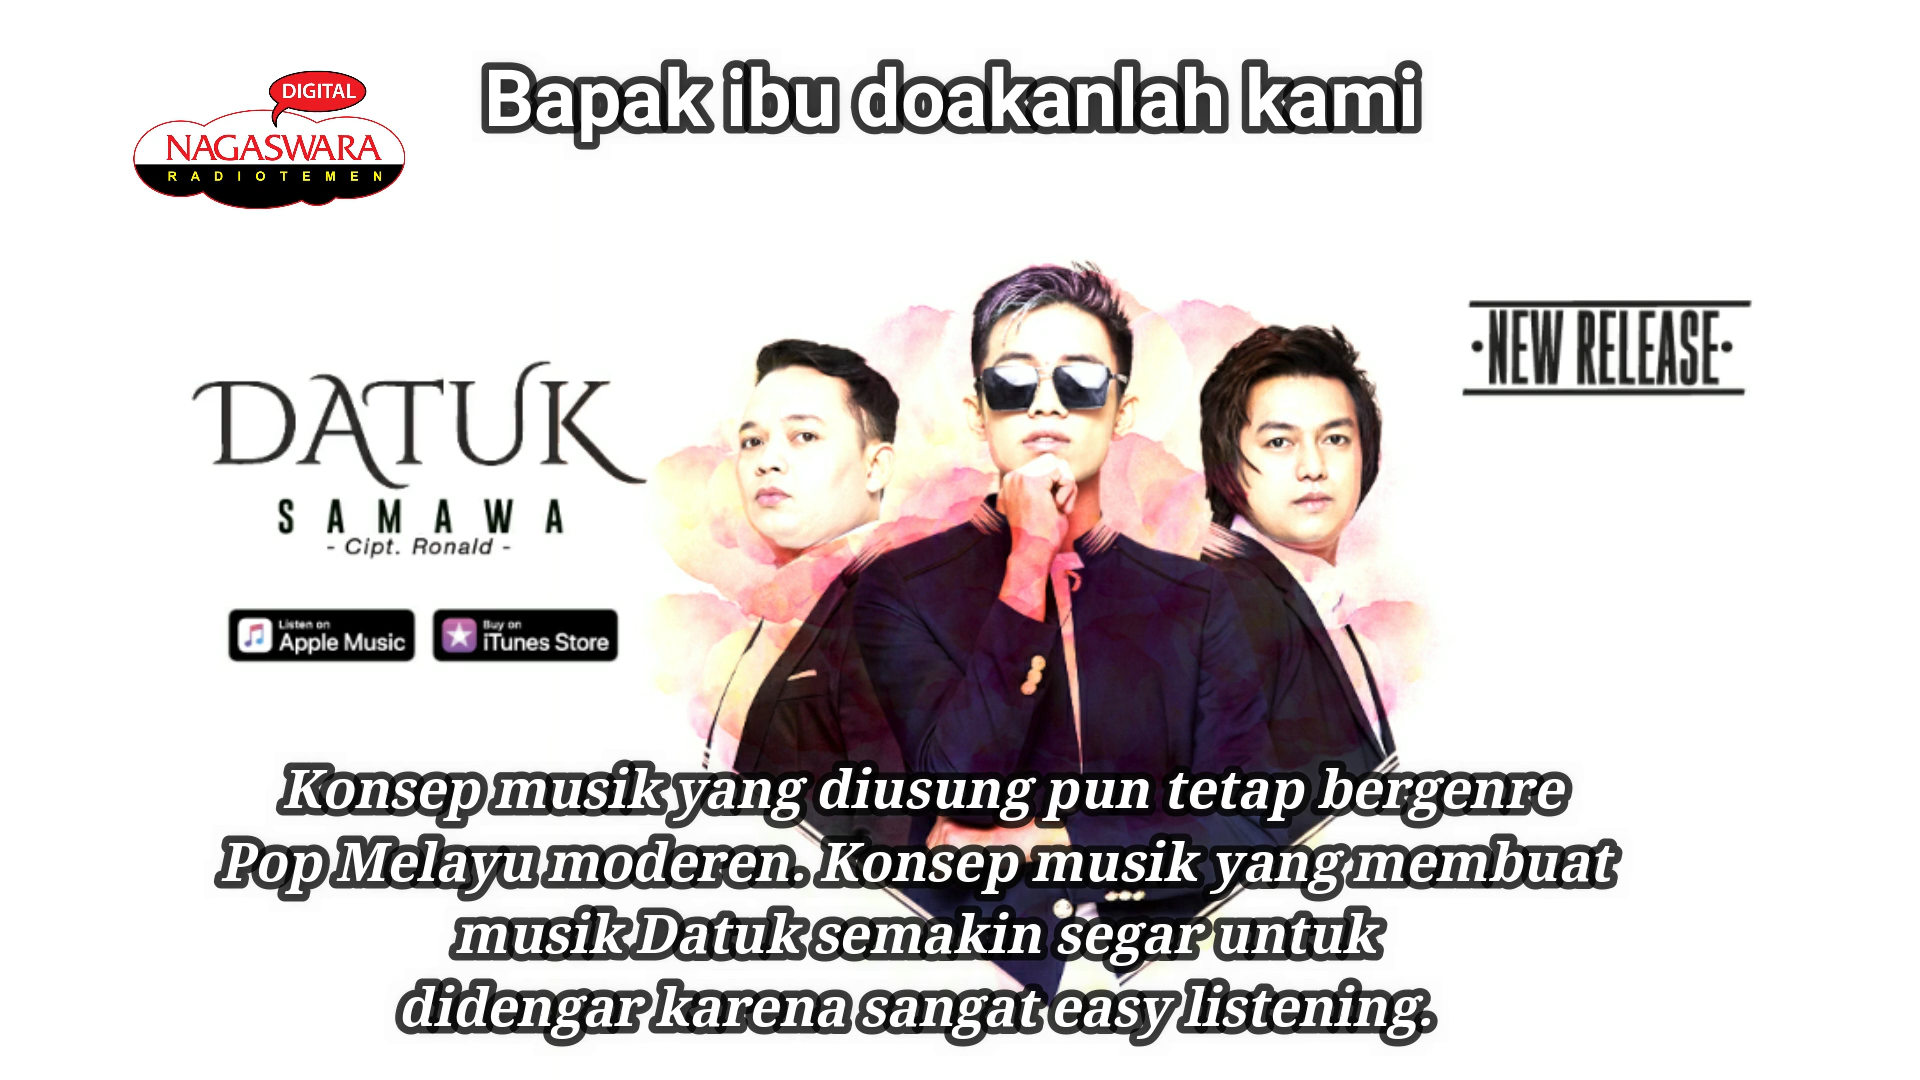 Bapak ibu doakanlah kami
DIGITAL
NAGASWARA
RADIOTEMEN
NEW RELEASE
DATUK
SAMAWA
- Cipt. Ronald -
Listen on
Apple Music
Buy on
iTunes Store
Konsep musik yang diusung pun tetap bergenre
Pop Melayu moderen. Konsep musik yang membuat
musik Datuk semakin segar untuk
didengar karena sangat easy listening.